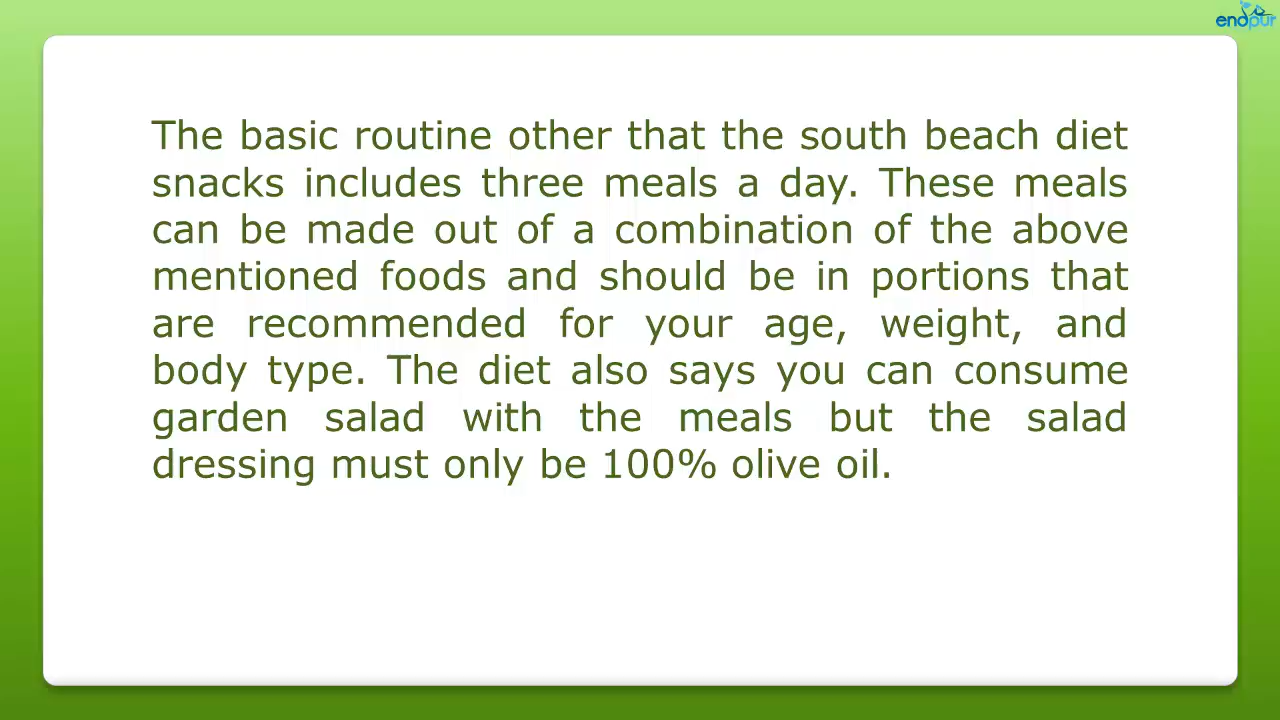 endpur
The basic routine other that the south beach diet
snacks includes three meals a day. These meals
can be made out of a combination of the above
mentioned foods and should be in portions that
are recommended for your age, weight, and
body type. The diet also says you can consume
garden salad with the meals but the salad
dressing must only be 100% olive oil.